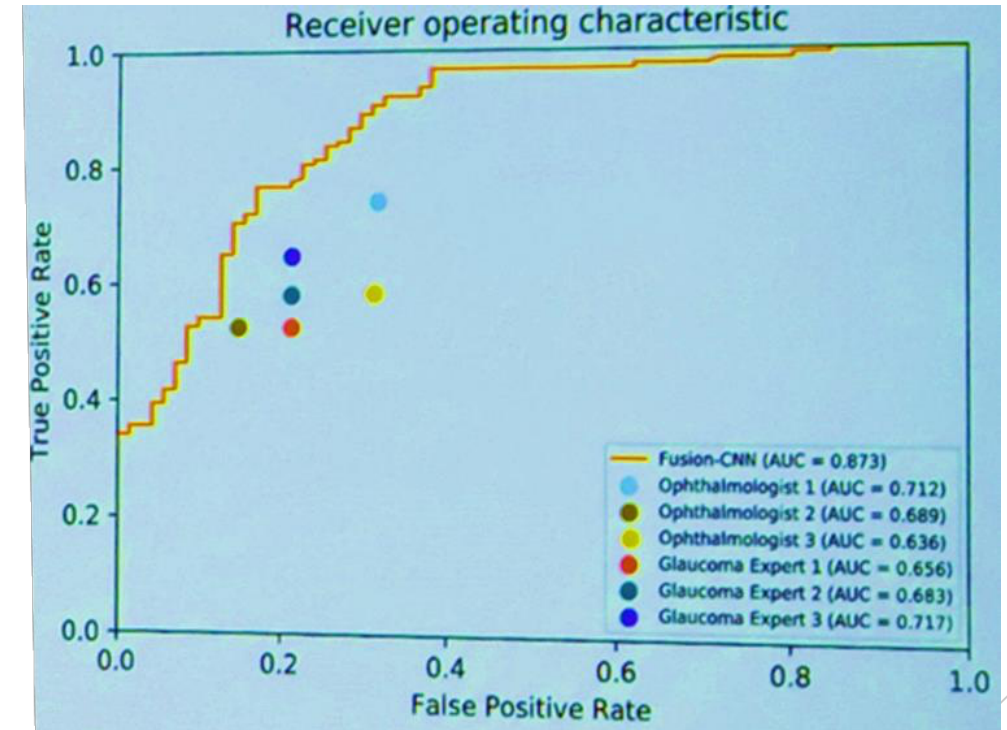 Receiver operating characteristic
1.0
0.8
0.6
0.4
0.2
0.0
True Positive Rate
Fusion-CNN (AUC = 0.873)
Ophthalmologist 1 (AUC = 0.712)
Ophthalmologist 2 (AUC = 0.689)
Ophthalmologist 3 (AUC = 0.636)
Glaucoma Expert 1 (AUC = 0.656)
Glaucoma Expert 2 (AUC = 0.683)
Glaucoma Expert 3 (AUC = 0.717)
0.0 0.2 0.4 0.6 0.8 1.0
False Positive Rate